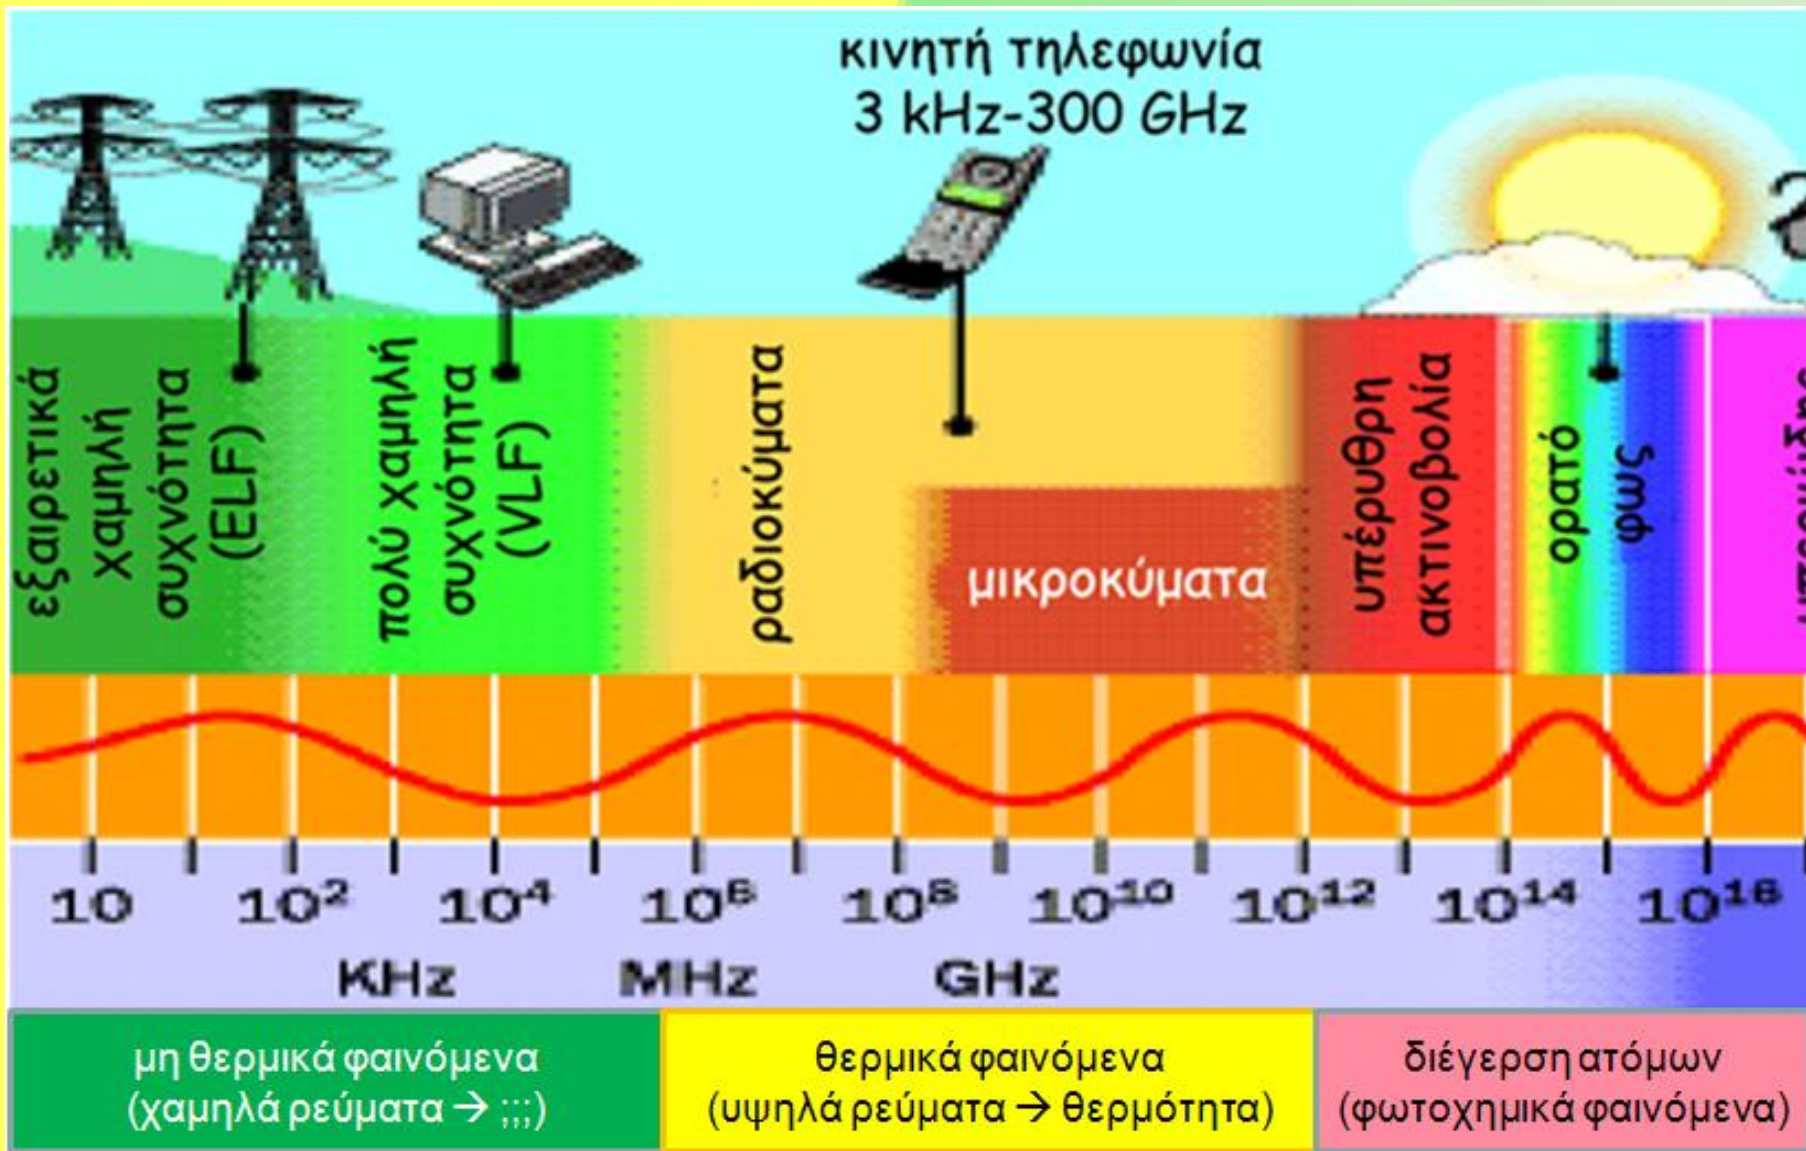 κινητή τηλεφωνία
3 kHz-300 GHz
εξαιρετικά
χαμηλή
συχνότητα
(ELF)
πολύ χαμηλή
συχνότητα
(VLF)
ραδιοκύματα
μικροκύματα
υπέρυθρη
ακτινοβολία
ορατό
φως
10 10² 10⁴ 10⁶ 10⁸ 10¹⁰ 10¹² 10¹⁴ 10¹⁶
KHz MHz GHz
μη θερμικά φαινόμενα
(χαμηλά ρεύματα → ;;;)
θερμικά φαινόμενα
(υψηλά ρεύματα → θερμότητα)
διέγερση ατόμων
(φωτοχημικά φαινόμενα)